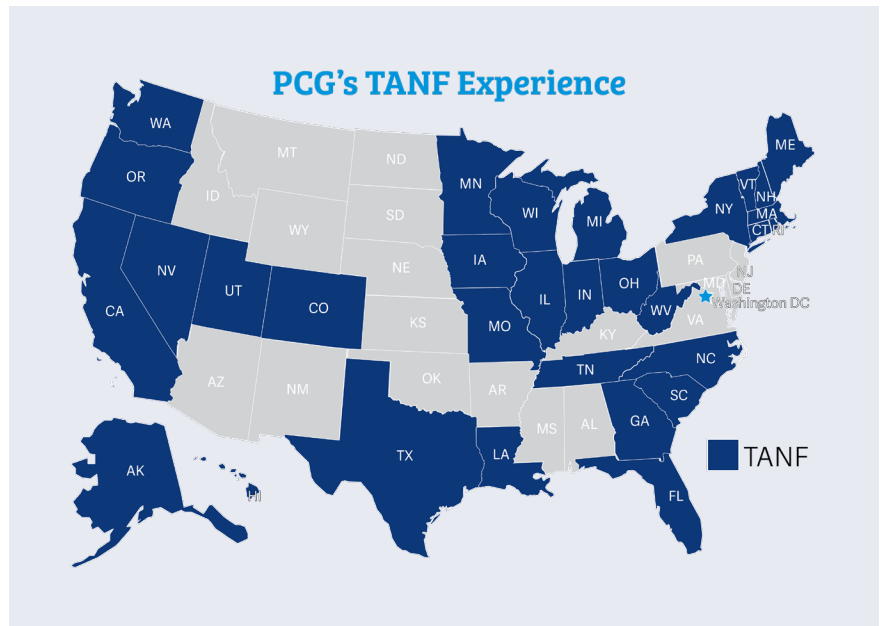 PCG's TANF Experience
WA
OR
ID
MT
ND
SD
WY
NE
MN
WI
MI
IA
NV
CA
UT
CO
KS
MO
IL
IN
OH
WV
KY
PA
NY
VT
NH
ME
MA
CT RI
NJ
DE
MD
Washington DC
VA
NC
TN
SC
GA
AL
MS
AR
OK
NM
AZ
TX
LA
FL
AK
HI
TANF